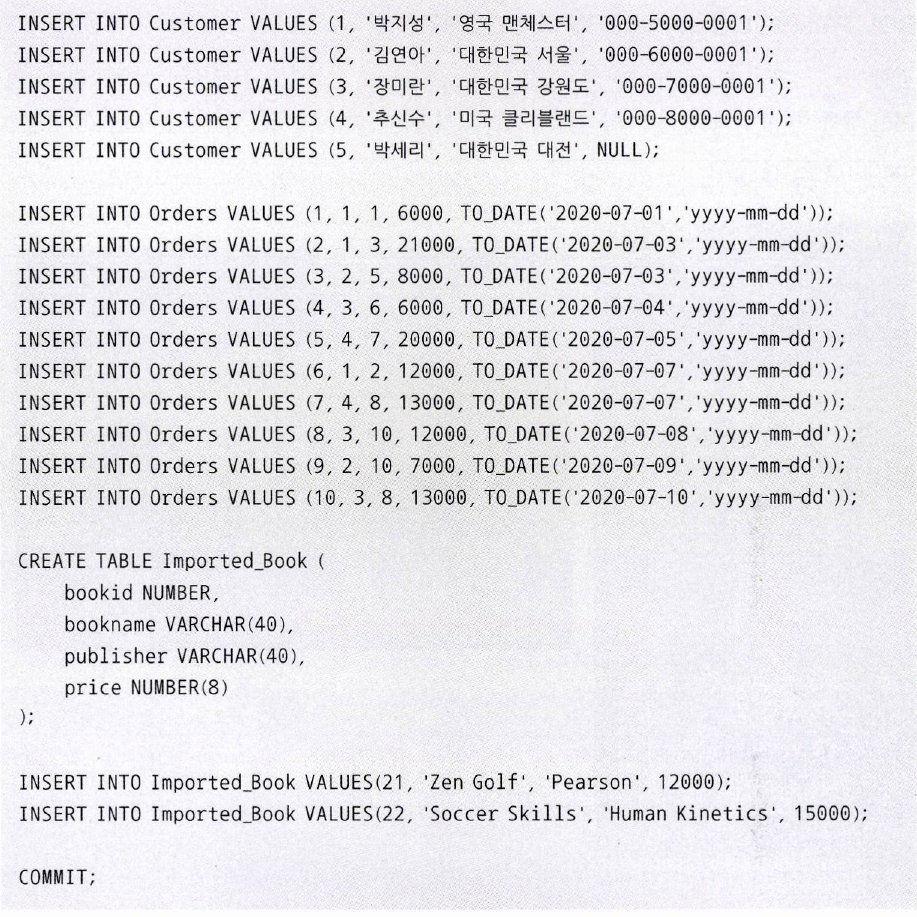 INSERT INTO Customer VALUES (1, '박지성', '영국 맨체스터', '000-5000-0001');
INSERT INTO Customer VALUES (2, '김연아', '대한민국 서울', '000-6000-0001');
INSERT INTO Customer VALUES (3, '장미란', '대한민국 강원도', '000-7000-0001');
INSERT INTO Customer VALUES (4, '추신수', '미국 클리블랜드', '000-8000-0001');
INSERT INTO Customer VALUES (5, '박세리', '대한민국 대전', NULL);

INSERT INTO Orders VALUES (1, 1, 1, 6000, TO_DATE('2020-07-01','yyyy-mm-dd'));
INSERT INTO Orders VALUES (2, 1, 3, 21000, TO_DATE('2020-07-03','yyyy-mm-dd'));
INSERT INTO Orders VALUES (3, 2, 5, 8000, TO_DATE('2020-07-03','yyyy-mm-dd'));
INSERT INTO Orders VALUES (4, 3, 6, 6000, TO_DATE('2020-07-04','yyyy-mm-dd'));
INSERT INTO Orders VALUES (5, 4, 7, 20000, TO_DATE('2020-07-05','yyyy-mm-dd'));
INSERT INTO Orders VALUES (6, 1, 2, 12000, TO_DATE('2020-07-07','yyyy-mm-dd'));
INSERT INTO Orders VALUES (7, 4, 8, 13000, TO_DATE('2020-07-07','yyyy-mm-dd'));
INSERT INTO Orders VALUES (8, 3, 10, 12000, TO_DATE('2020-07-08','yyyy-mm-dd'));
INSERT INTO Orders VALUES (9, 2, 10, 7000, TO_DATE('2020-07-09','yyyy-mm-dd'));
INSERT INTO Orders VALUES (10, 3, 8, 13000, TO_DATE('2020-07-10','yyyy-mm-dd'));

CREATE TABLE Imported_Book (
    bookid NUMBER,
    bookname VARCHAR(40),
    publisher VARCHAR(40),
    price NUMBER(8)
);

INSERT INTO Imported_Book VALUES(21, 'Zen Golf', 'Pearson', 12000);
INSERT INTO Imported_Book VALUES(22, 'Soccer Skills', 'Human Kinetics', 15000);

COMMIT;